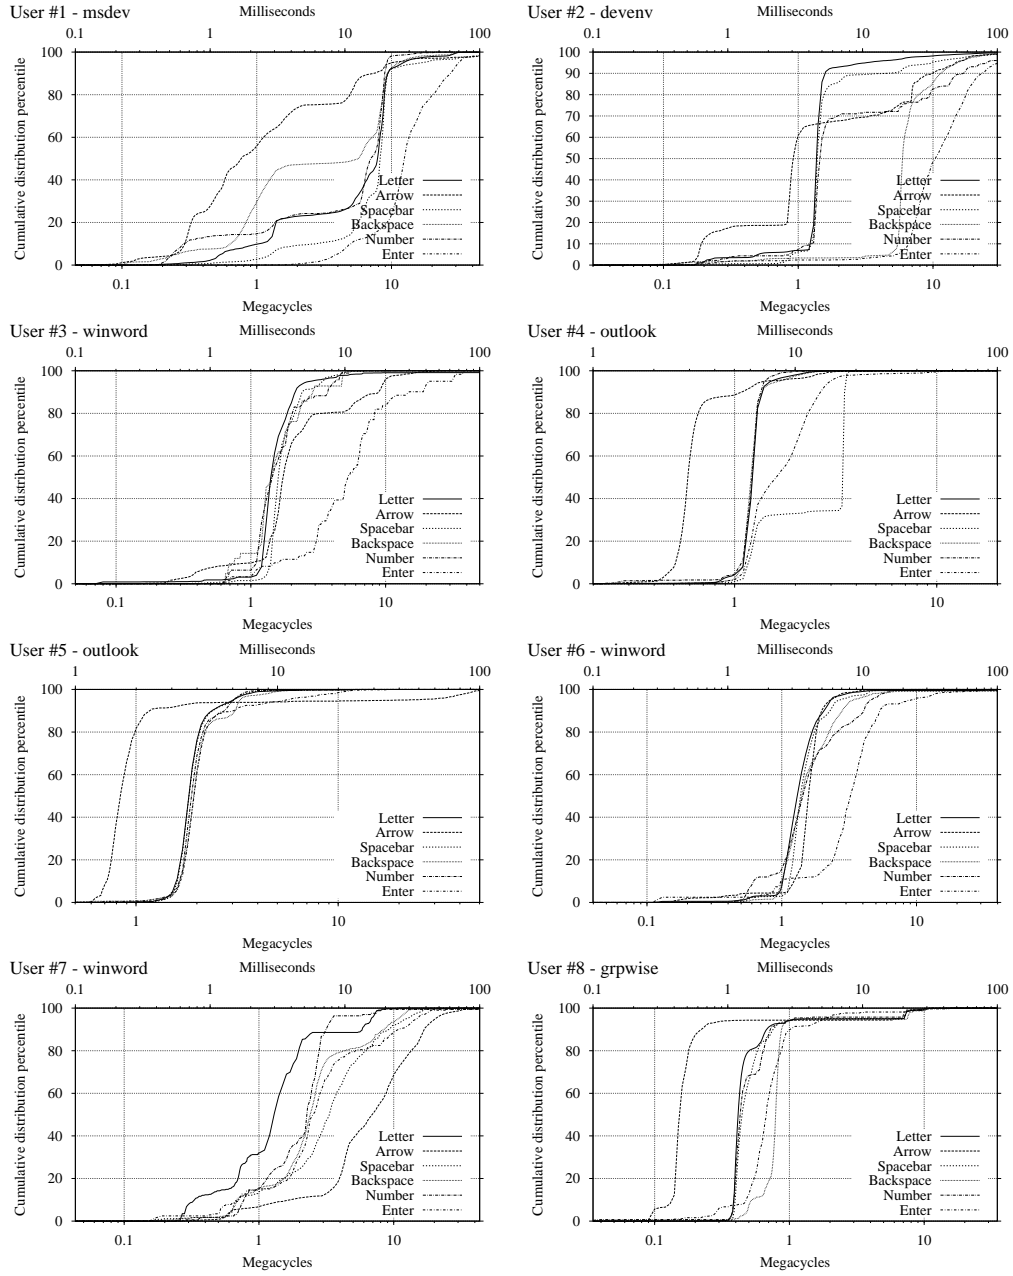 User #1 - msdev
Milliseconds
0.1 1 10 100
Cumulative distribution percentile
100
80
60
40
20
0
Letter
Arrow
Spacebar
Backspace
Number
Enter
0.1 1 10
Megacycles
User #2 - devenv
Milliseconds
0.1 1 10 100
Cumulative distribution percentile
100
90
80
70
60
50
40
30
20
10
0
Letter
Arrow
Spacebar
Backspace
Number
Enter
0.1 1 10
Megacycles
User #3 - winword
Milliseconds
0.1 1 10 100
Cumulative distribution percentile
100
80
60
40
20
0
Letter
Arrow
Spacebar
Backspace
Number
Enter
0.1 1 10
Megacycles
User #4 - outlook
Milliseconds
1 10 100
Cumulative distribution percentile
100
80
60
40
20
0
Letter
Arrow
Spacebar
Backspace
Number
Enter
1 10
Megacycles
User #5 - outlook
Milliseconds
1 10 100
Cumulative distribution percentile
100
80
60
40
20
0
Letter
Arrow
Spacebar
Backspace
Number
Enter
1 10
Megacycles
User #6 - winword
Milliseconds
0.1 1 10 100
Cumulative distribution percentile
100
80
60
40
20
0
Letter
Arrow
Spacebar
Backspace
Number
Enter
0.1 1 10
Megacycles
User #7 - winword
Milliseconds
0.1 1 10 100
Cumulative distribution percentile
100
80
60
40
20
0
Letter
Arrow
Spacebar
Backspace
Number
Enter
0.1 1 10
Megacycles
User #8 - grpwise
Milliseconds
0.1 1 10 100
Cumulative distribution percentile
100
80
60
40
20
0
Letter
Arrow
Spacebar
Backspace
Number
Enter
0.1 1 10
Megacycles